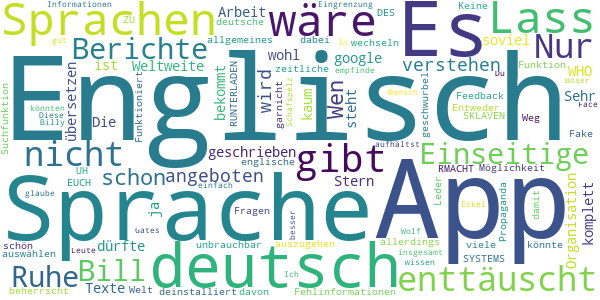 Informationen ZU Arbeit Eingrenzung Keine
Sprachen gut deutsche wäre DES Lass
allgemeines dabei In wechseln Es soviel Nur
Berichte wohl google verstehen Funktion Du
Suchfunktion übersetzen ist Weltweite bekommt RUNTERLADEN zeitliche Feedback WHO
Englisch
könnten Diese Billy Funktioniert Die wird garnicht Schafspelz kaum Wen empfinde steht geschwurbel Entweder SKLAVEN Sehr Weg Fake Moser Face
nicht geschrieben englische gibt Mensch aufhaltst Einseitige
UH EUCH schon angeboten Stern RMACHT Möglichkeit komplett
Sprache App
glaube ja Fragen einfach besser Leder Wolf Propaganda damit Eckel Organisation
schön auswählen Leute dürfte Gates unbrauchbar auszugehen allerdings insgesamt wissen viele SYSTEMS könnte
Ruhe Bill deutsch enttäuscht
beherrscht Texte Welt deinstalliert davon Ich Fehlinformationen